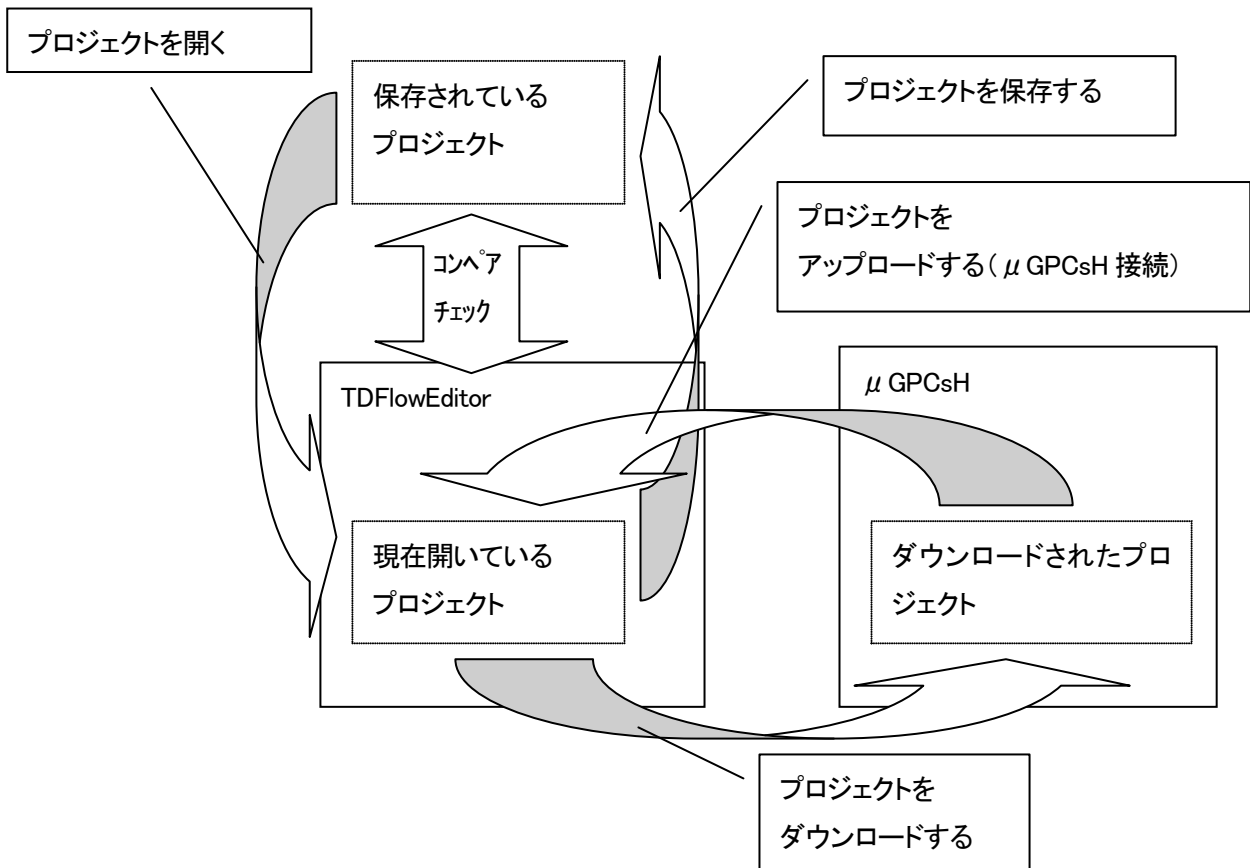 プロジェクトを開く
保存されている
プロジェクト
プロジェクトを保存する
プロジェクトを
アップロードする(μGPCsH 接続)
コンペア
チェック
TDFlowEditor
μGPCsH
現在開いている
プロジェクト
ダウンロードされたプロ
ジェクト
プロジェクトを
ダウンロードする